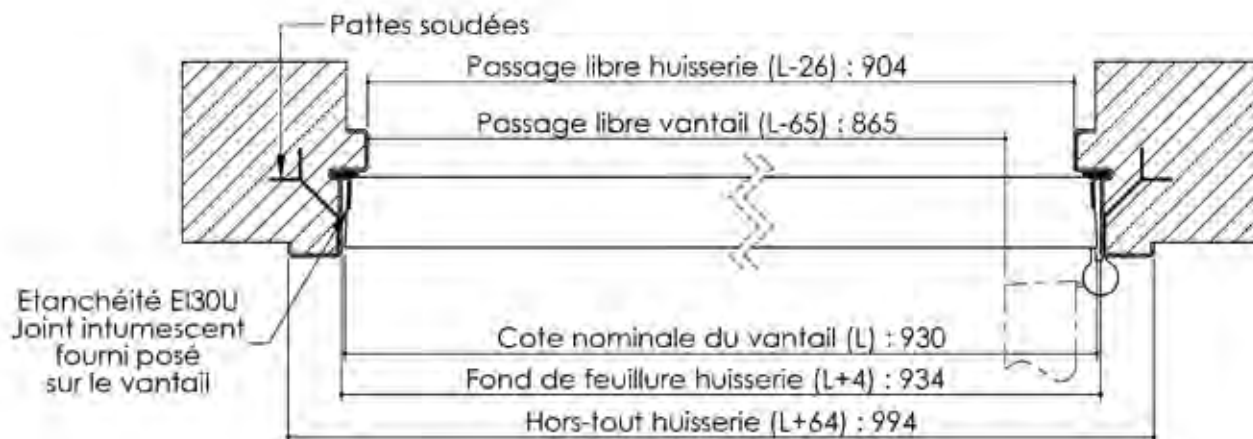 Pattes soudées
Passage libre huisserie (L-26) : 904
Passage libre vantail (L-65) : 865
Etanchéité EI30U
Joint intumescent
fourni posé
sur le vantail
Cote nominale du vantail (L) : 930
Fond de feuillure huisserie (L+4) : 934
Hors-tout huisserie (L+64) : 994